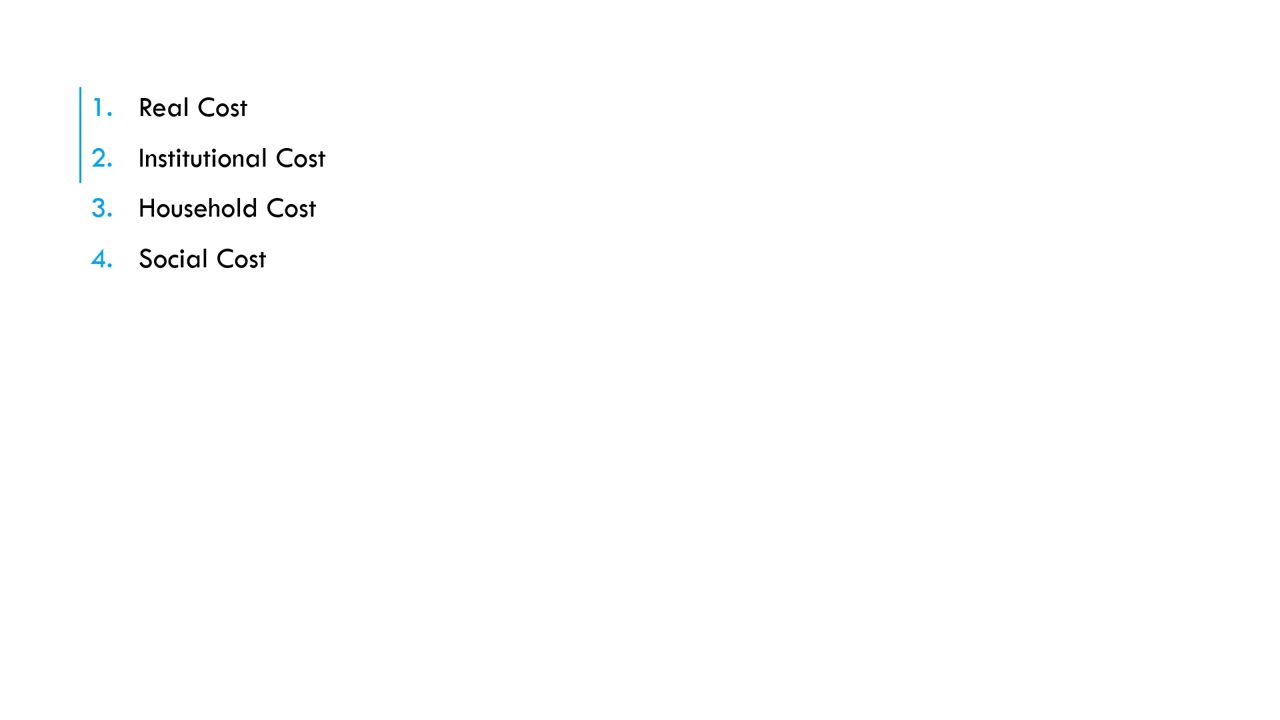 1. Real Cost
2. Institutional Cost
3. Household Cost
4. Social Cost